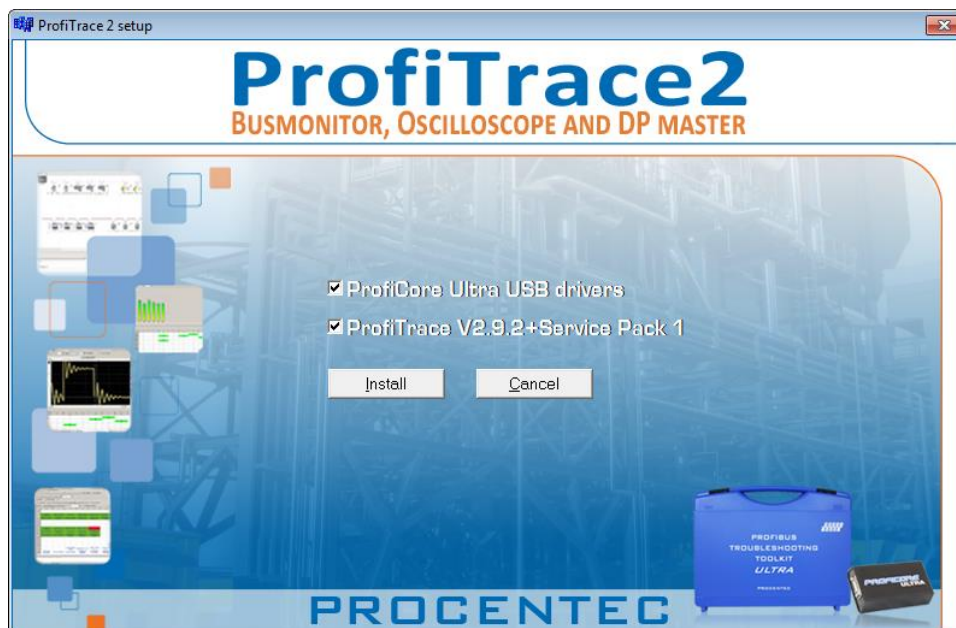 ProfiTrace 2 setup
ProfiTrace2
BUSMONITOR, OSCILLOSCOPE AND DP MASTER
ProfiCore Ultra USB drivers
ProfiTrace V2.9.2+Service Pack 1
Install
Cancel
PROFIBUS
TROUBLESHOOTING
TOOLKIT
ULTRA
PROCENTEC
PROFICORE
ULTRA
PROCENTEC